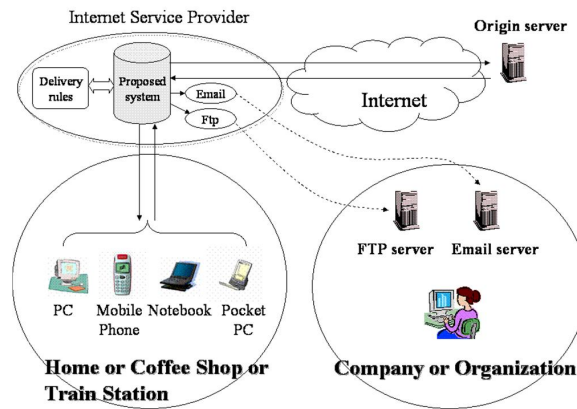 Internet Service Provider
Origin server
Delivery
rules
Proposed
system
Email
Ftp
Internet
FTP server
Email server
PC
Mobile
Phone
Notebook
Pocket
PC
Home or Coffee Shop or
Train Station
Company or Organization